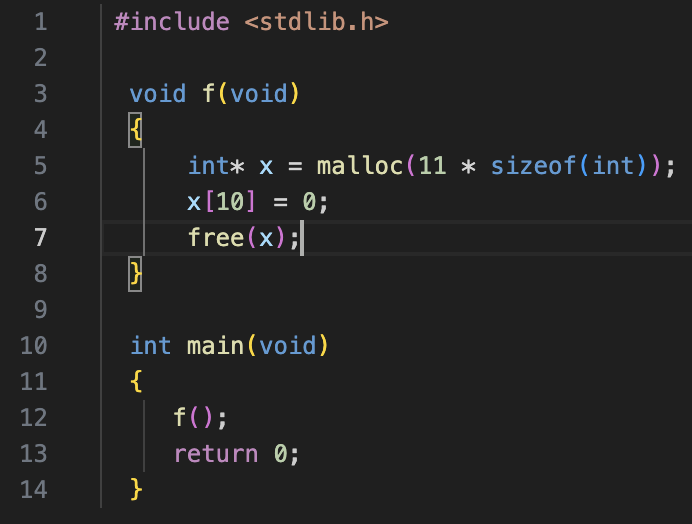 1 #include <stdlib.h>
2
3 void f(void)
4 {
5 int* x = malloc(11 * sizeof(int));
6 x[10] = 0;
7 free(x);
8 }
9
10 int main(void)
11 {
12 f();
13 return 0;
14 }